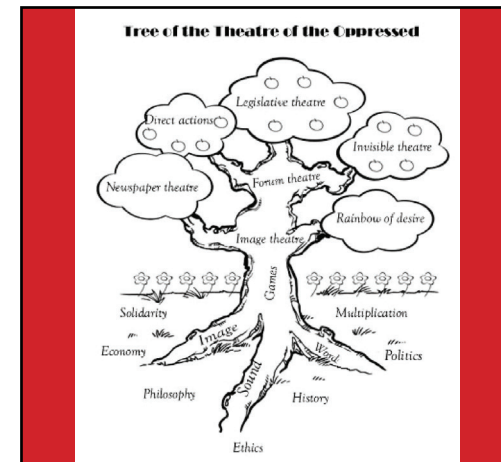 Tree of the Theatre of the Oppressed
Legislative theatre
Direct actions
Invisible theatre
Forum theatre
Newspaper theatre
Rainbow of desire
Image theatre
Games
Solidarity
Multiplication
Image
Word
Economy
Politics
Sound
Philosophy
History
Ethics